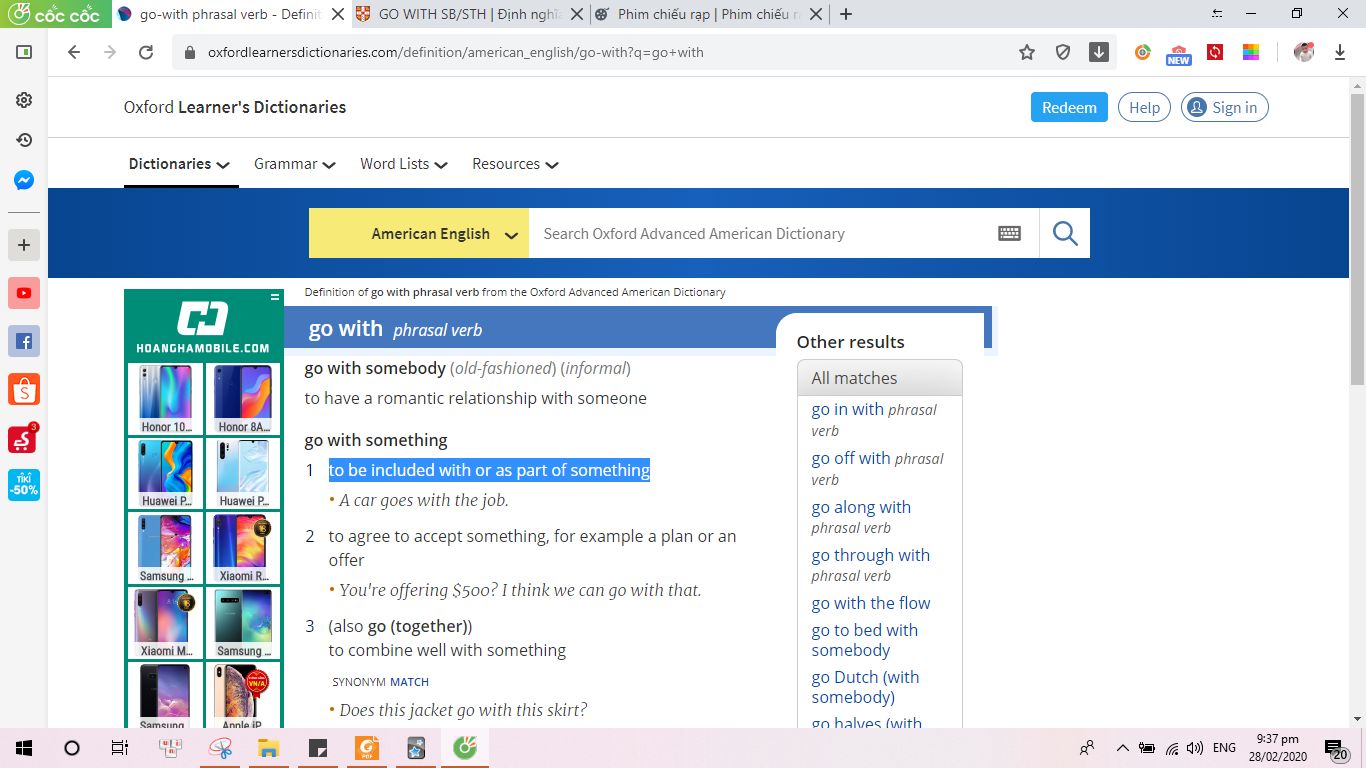 cốc cốc
go-with phrasal verb - Definit
GO WITH SB/STH | Định nghĩa
Phim chiếu rạp | Phim chiếu r
oxfordlearnersdictionaries.com/definition/american_english/go-with?q=go+with
NEW
Oxford Learner's Dictionaries
Redeem
Help
Sign in
Dictionaries
Grammar
Word Lists
Resources
American English
Search Oxford Advanced American Dictionary
3
TIKI
-50%
Definition of go with phrasal verb from the Oxford Advanced American Dictionary
HOANGHAMOBILE.COM
Honor 10...
Honor 8A...
Huawei P...
Huawei P...
Samsung ...
Xiaomi R...
Xiaomi M...
Samsung ...
Samsung
Apple iP
VN/A
go with phrasal verb
go with somebody (old-fashioned) (informal)
to have a romantic relationship with someone
go with something
1 to be included with or as part of something
• A car goes with the job.
2 to agree to accept something, for example a plan or an
offer
• You're offering $500? I think we can go with that.
3 (also go (together))
to combine well with something
SYNONYM MATCH
• Does this jacket go with this skirt?
Other results
All matches
go in with phrasal
verb
go off with phrasal
verb
go along with
phrasal verb
go through with
phrasal verb
go with the flow
go to bed with
somebody
go Dutch (with
somebody)
go halves (with
PDF
ENG
9:37 pm
28/02/2020
20